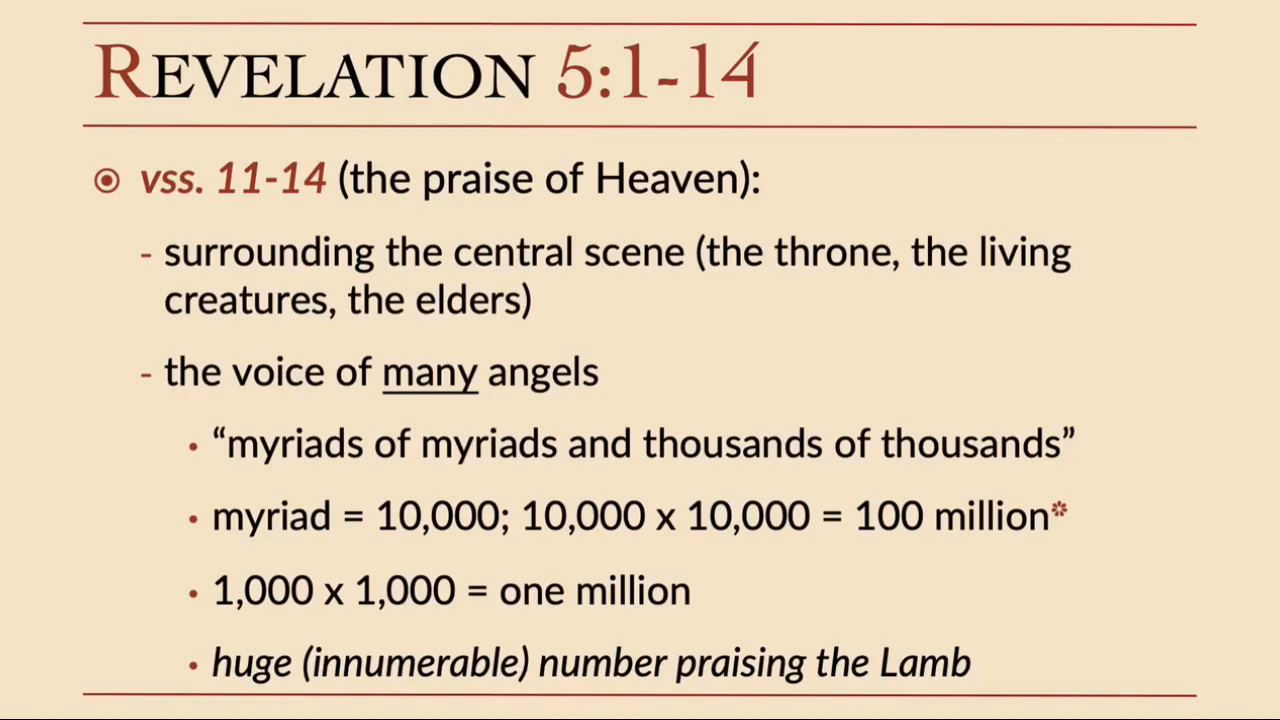 REVELATION 5:1-14
vss. 11-14 (the praise of Heaven):
- surrounding the central scene (the throne, the living
creatures, the elders)
- the voice of many angels
• “myriads of myriads and thousands of thousands”
• myriad = 10,000; 10,000 x 10,000 = 100 million*
• 1,000 x 1,000 = one million
• huge (innumerable) number praising the Lamb